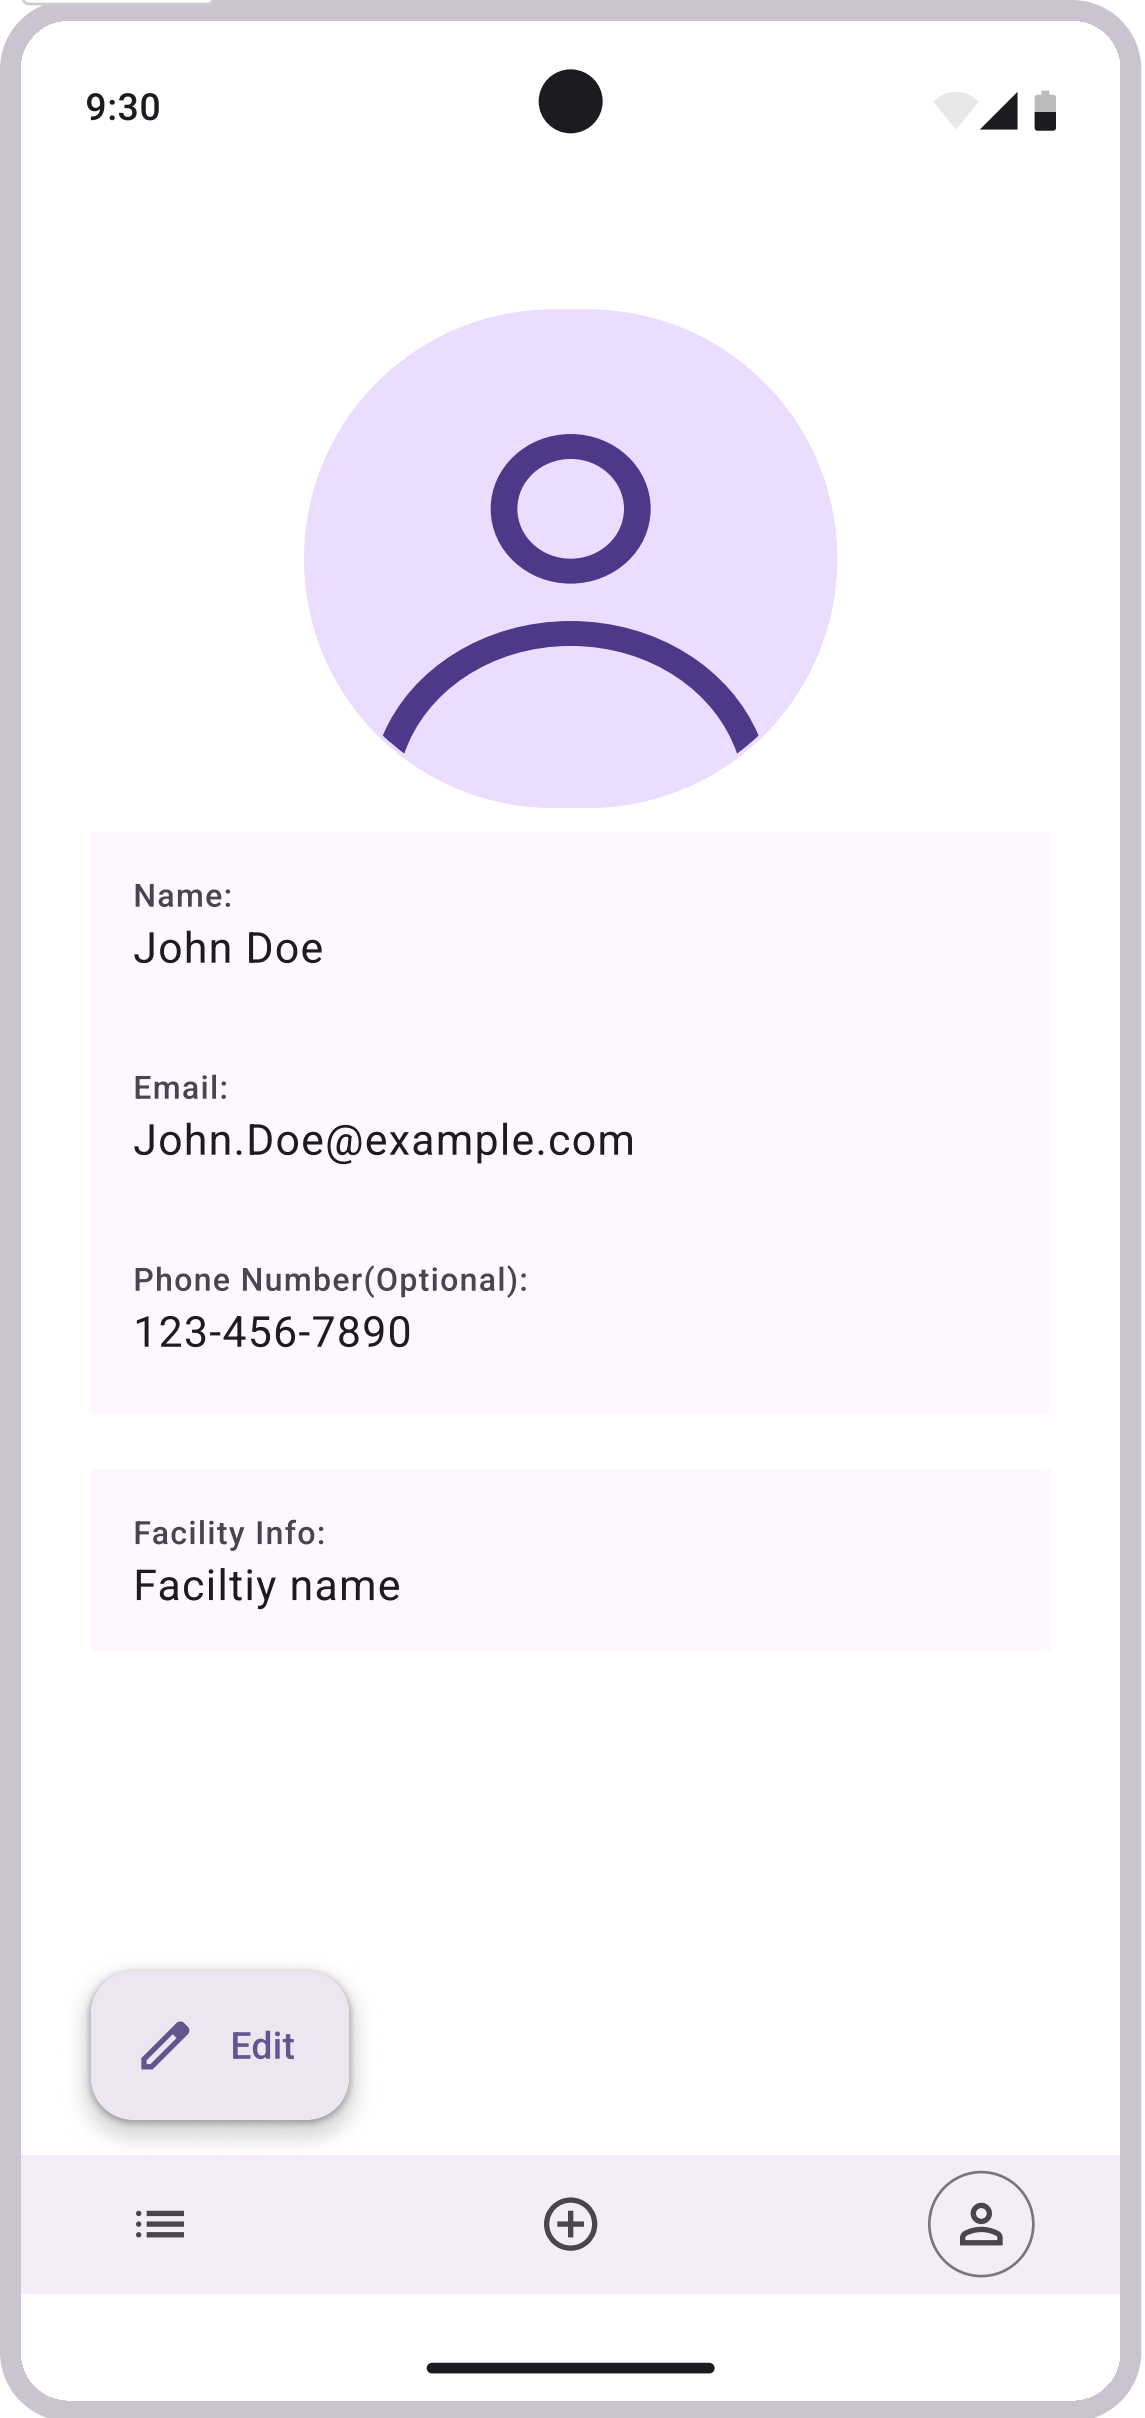 9:30
Name:
John Doe
Email:
John.Doe@example.com
Phone Number(Optional):
123-456-7890
Facility Info:
Faciltiy name
Edit